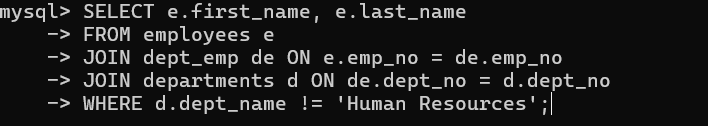 mysql> SELECT e.first_name, e.last_name
    -> FROM employees e
    -> JOIN dept_emp de ON e.emp_no = de.emp_no
    -> JOIN departments d ON de.dept_no = d.dept_no
    -> WHERE d.dept_name != 'Human Resources';